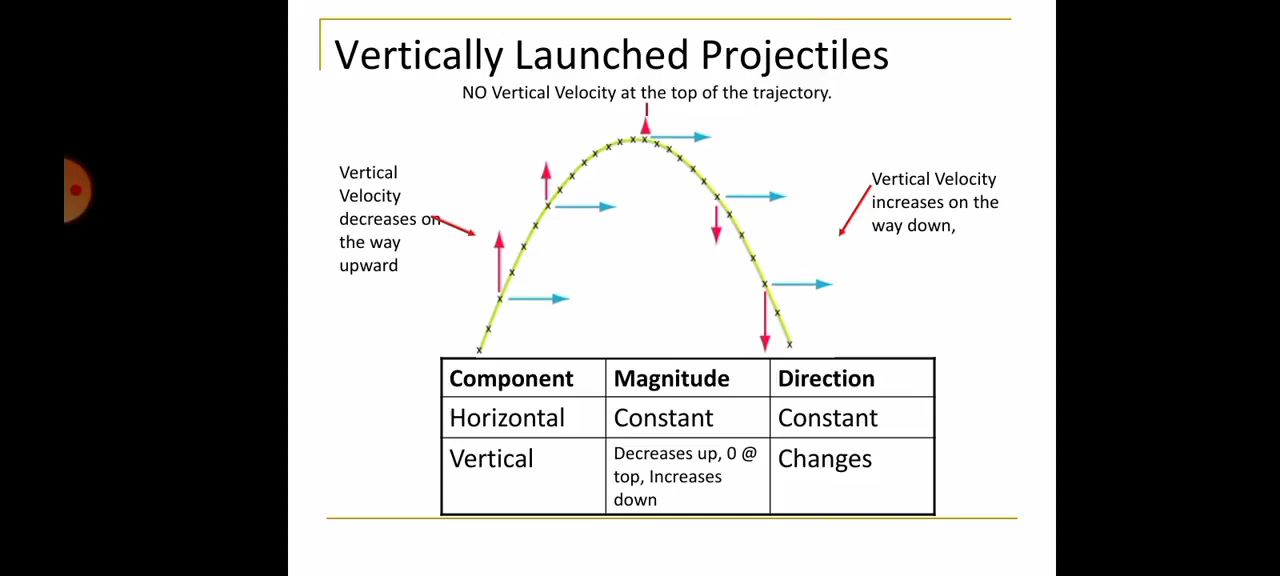 Vertically Launched Projectiles
NO Vertical Velocity at the top of the trajectory.
Vertical
Velocity
decreases on
the way
upward
Vertical Velocity
increases on the
way down,
Component Magnitude Direction
Horizontal Constant Constant
Vertical Decreases up, 0 @ Changes
top, Increases
down